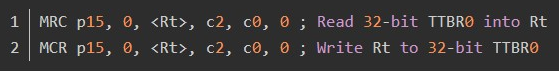 1 MRC p15, 0, <Rt>, c2, c0, 0 ; Read 32-bit TTBR0 into Rt
2 MCR p15, 0, <Rt>, c2, c0, 0 ; Write Rt to 32-bit TTBR0